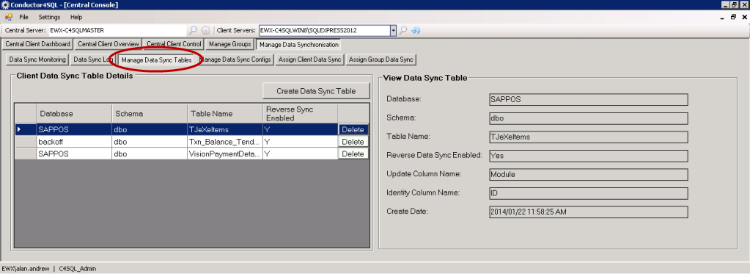 Conductor4SQL - [Central Console]
File Settings Help
Central Server: EWX-C4SQLMASTER Client Servers: EWX-C4SQLWIN8\SQLEXPRESS2012
Central Client Dashboard Central Client Overview Central Client Control Manage Groups Manage Data Synchronisation
Data Sync Monitoring Data Sync Log Manage Data Sync Tables Manage Data Sync Configs Assign Client Data Sync Assign Group Data Sync
Client Data Sync Table Details
Create Data Sync Table
Database Schema Table Name Reverse Sync Enabled
SAPPOS dbo TJeXeItems Y Delete
backoff dbo Txn_Balance_Tend... Y Delete
SAPPOS dbo VisionPaymentDeta... Y Delete
View Data Sync Table
Database: SAPPOS
Schema: dbo
Table Name: TJeXeItems
Reverse Data Sync Enabled: Yes
Update Column Name: Module
Identity Column Name: ID
Create Date: 2014/01/22 11:58:25 AM
EWX\alan.andrew | C4SQL_Admin